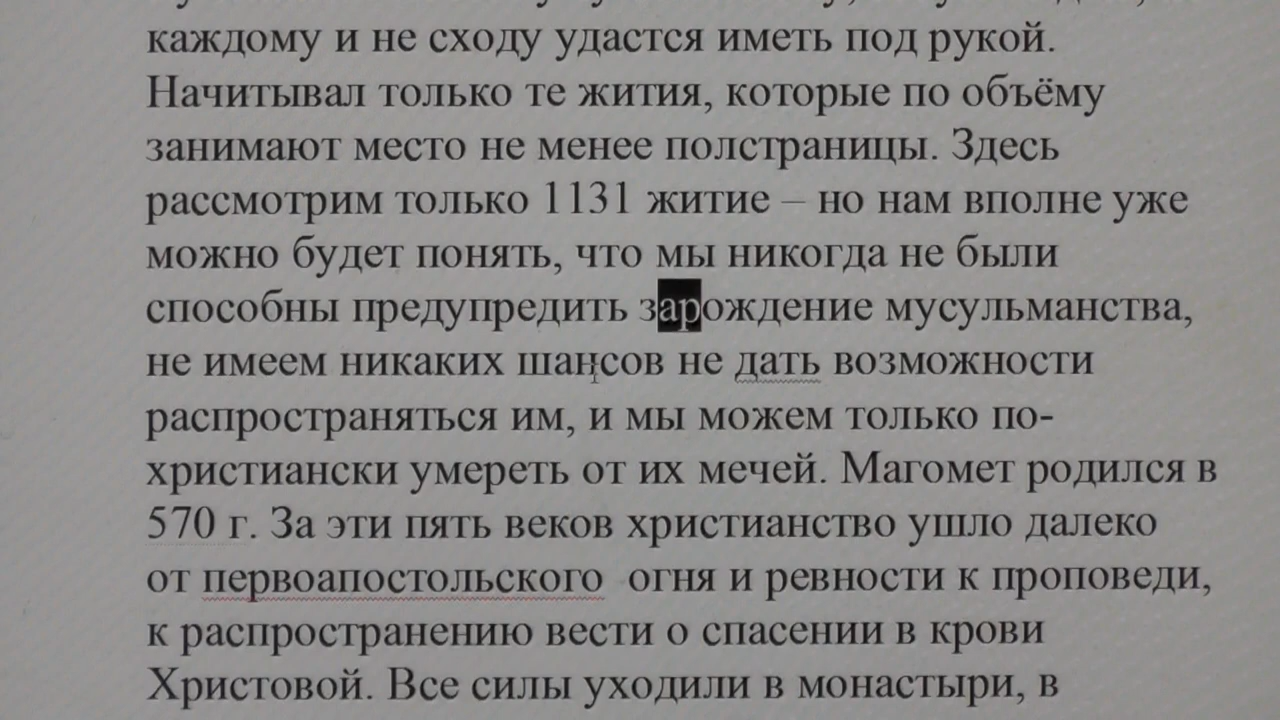 каждому и не сходу удастся иметь под рукой.
Начитывал только те жития, которые по объёму
занимают место не менее полстраницы. Здесь
рассмотрим только 1131 житие – но нам вполне уже
можно будет понять, что мы никогда не были
способны предупредить зарождение мусульманства,
не имеем никаких шансов не дать возможности
распространяться им, и мы можем только по-
христиански умереть от их мечей. Магомет родился в
570 г. За эти пять веков христианство ушло далеко
от первоапостольского огня и ревности к проповеди,
к распространению вести о спасении в крови
Христовой. Все силы уходили в монастыри, в